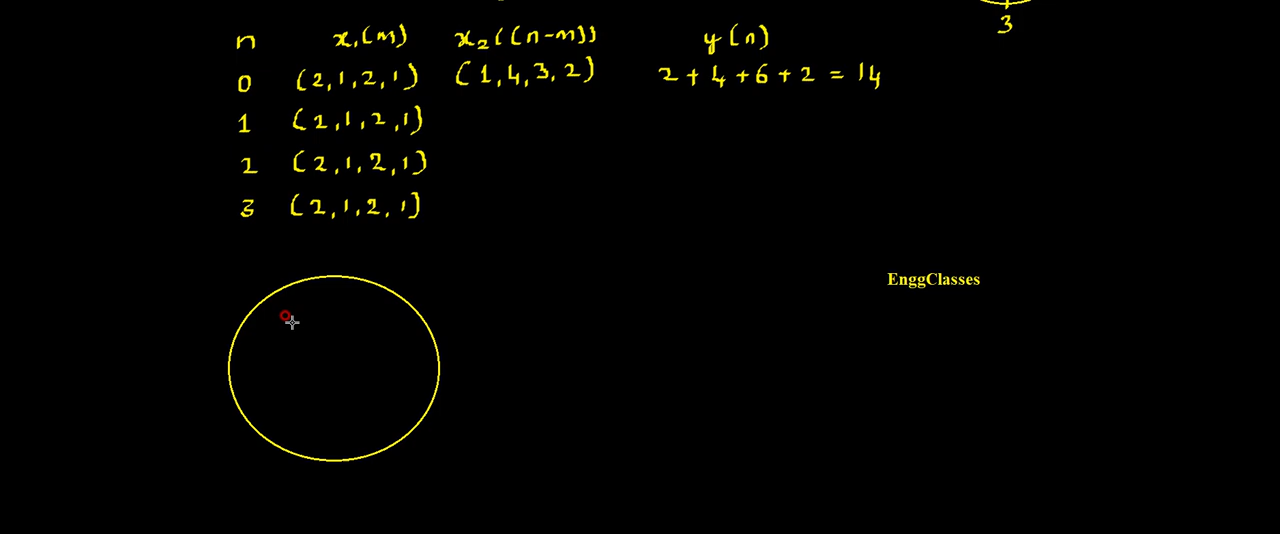 3
n x₁(m) x₂((n-m)) y(n)
0 (2,1,2,1) (1,4,3,2) 2+4+6+2 = 14
1 (2,1,2,1)
2 (2,1,2,1)
3 (2,1,2,1)
EnggClasses